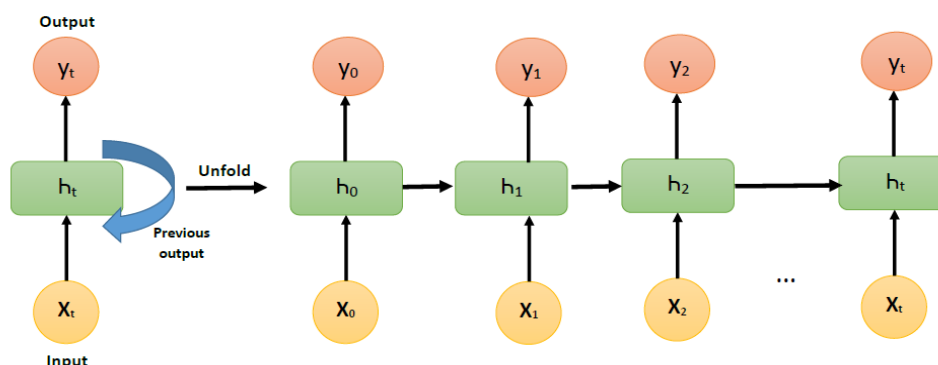 Output
yₜ y₀ y₁ y₂ yₜ
hₜ Unfold h₀ h₁ h₂ hₜ
Previous
output
Xₜ X₀ X₁ X₂ ... Xₜ
Input